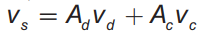 v_s = A_d v_d + A_c v_c